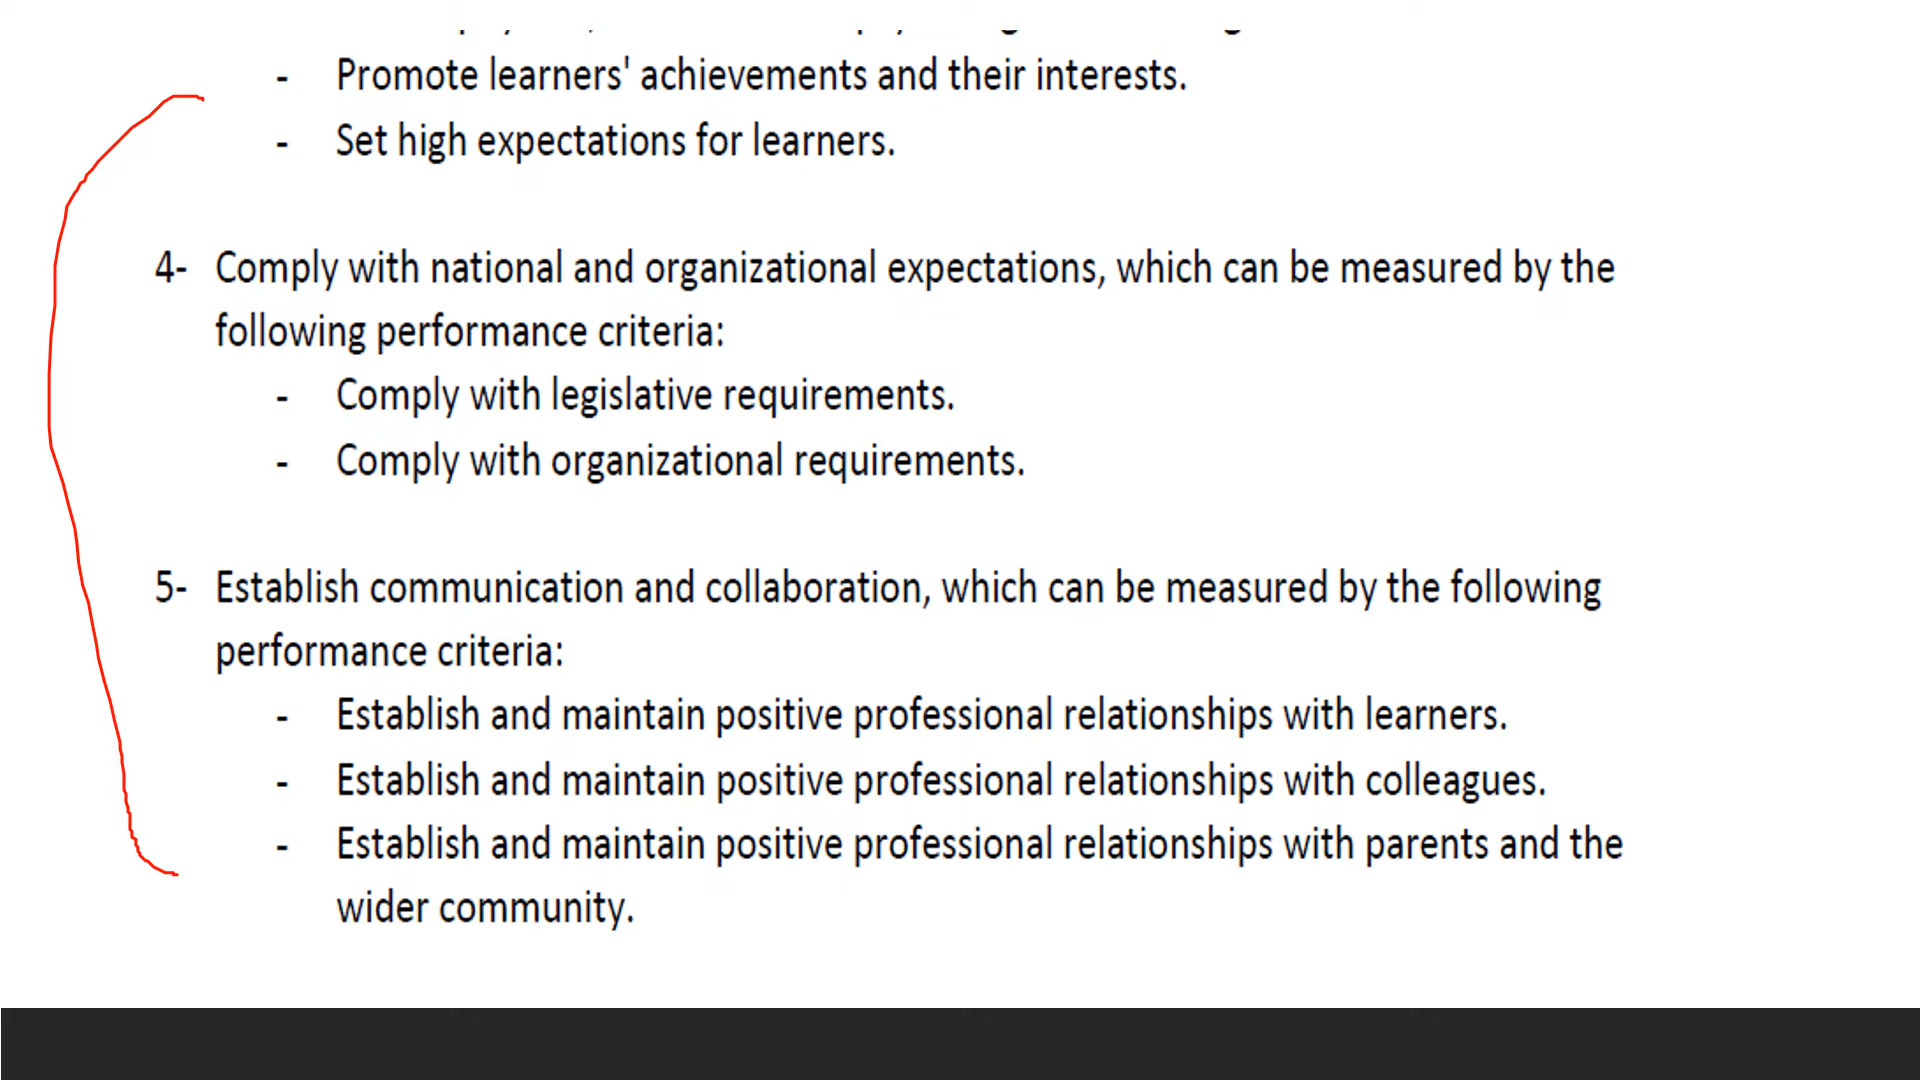 - Promote learners' achievements and their interests.
- Set high expectations for learners.
4- Comply with national and organizational expectations, which can be measured by the
following performance criteria:
- Comply with legislative requirements.
- Comply with organizational requirements.
5- Establish communication and collaboration, which can be measured by the following
performance criteria:
- Establish and maintain positive professional relationships with learners.
- Establish and maintain positive professional relationships with colleagues.
- Establish and maintain positive professional relationships with parents and the
wider community.